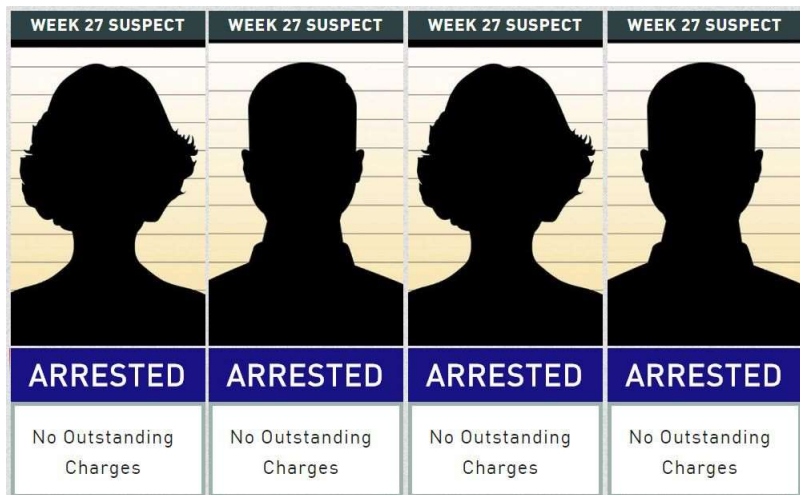 WEEK 27 SUSPECT WEEK 27 SUSPECT WEEK 27 SUSPECT WEEK 27 SUSPECT
ARRESTED ARRESTED ARRESTED ARRESTED
No Outstanding No Outstanding No Outstanding No Outstanding
Charges Charges Charges Charges